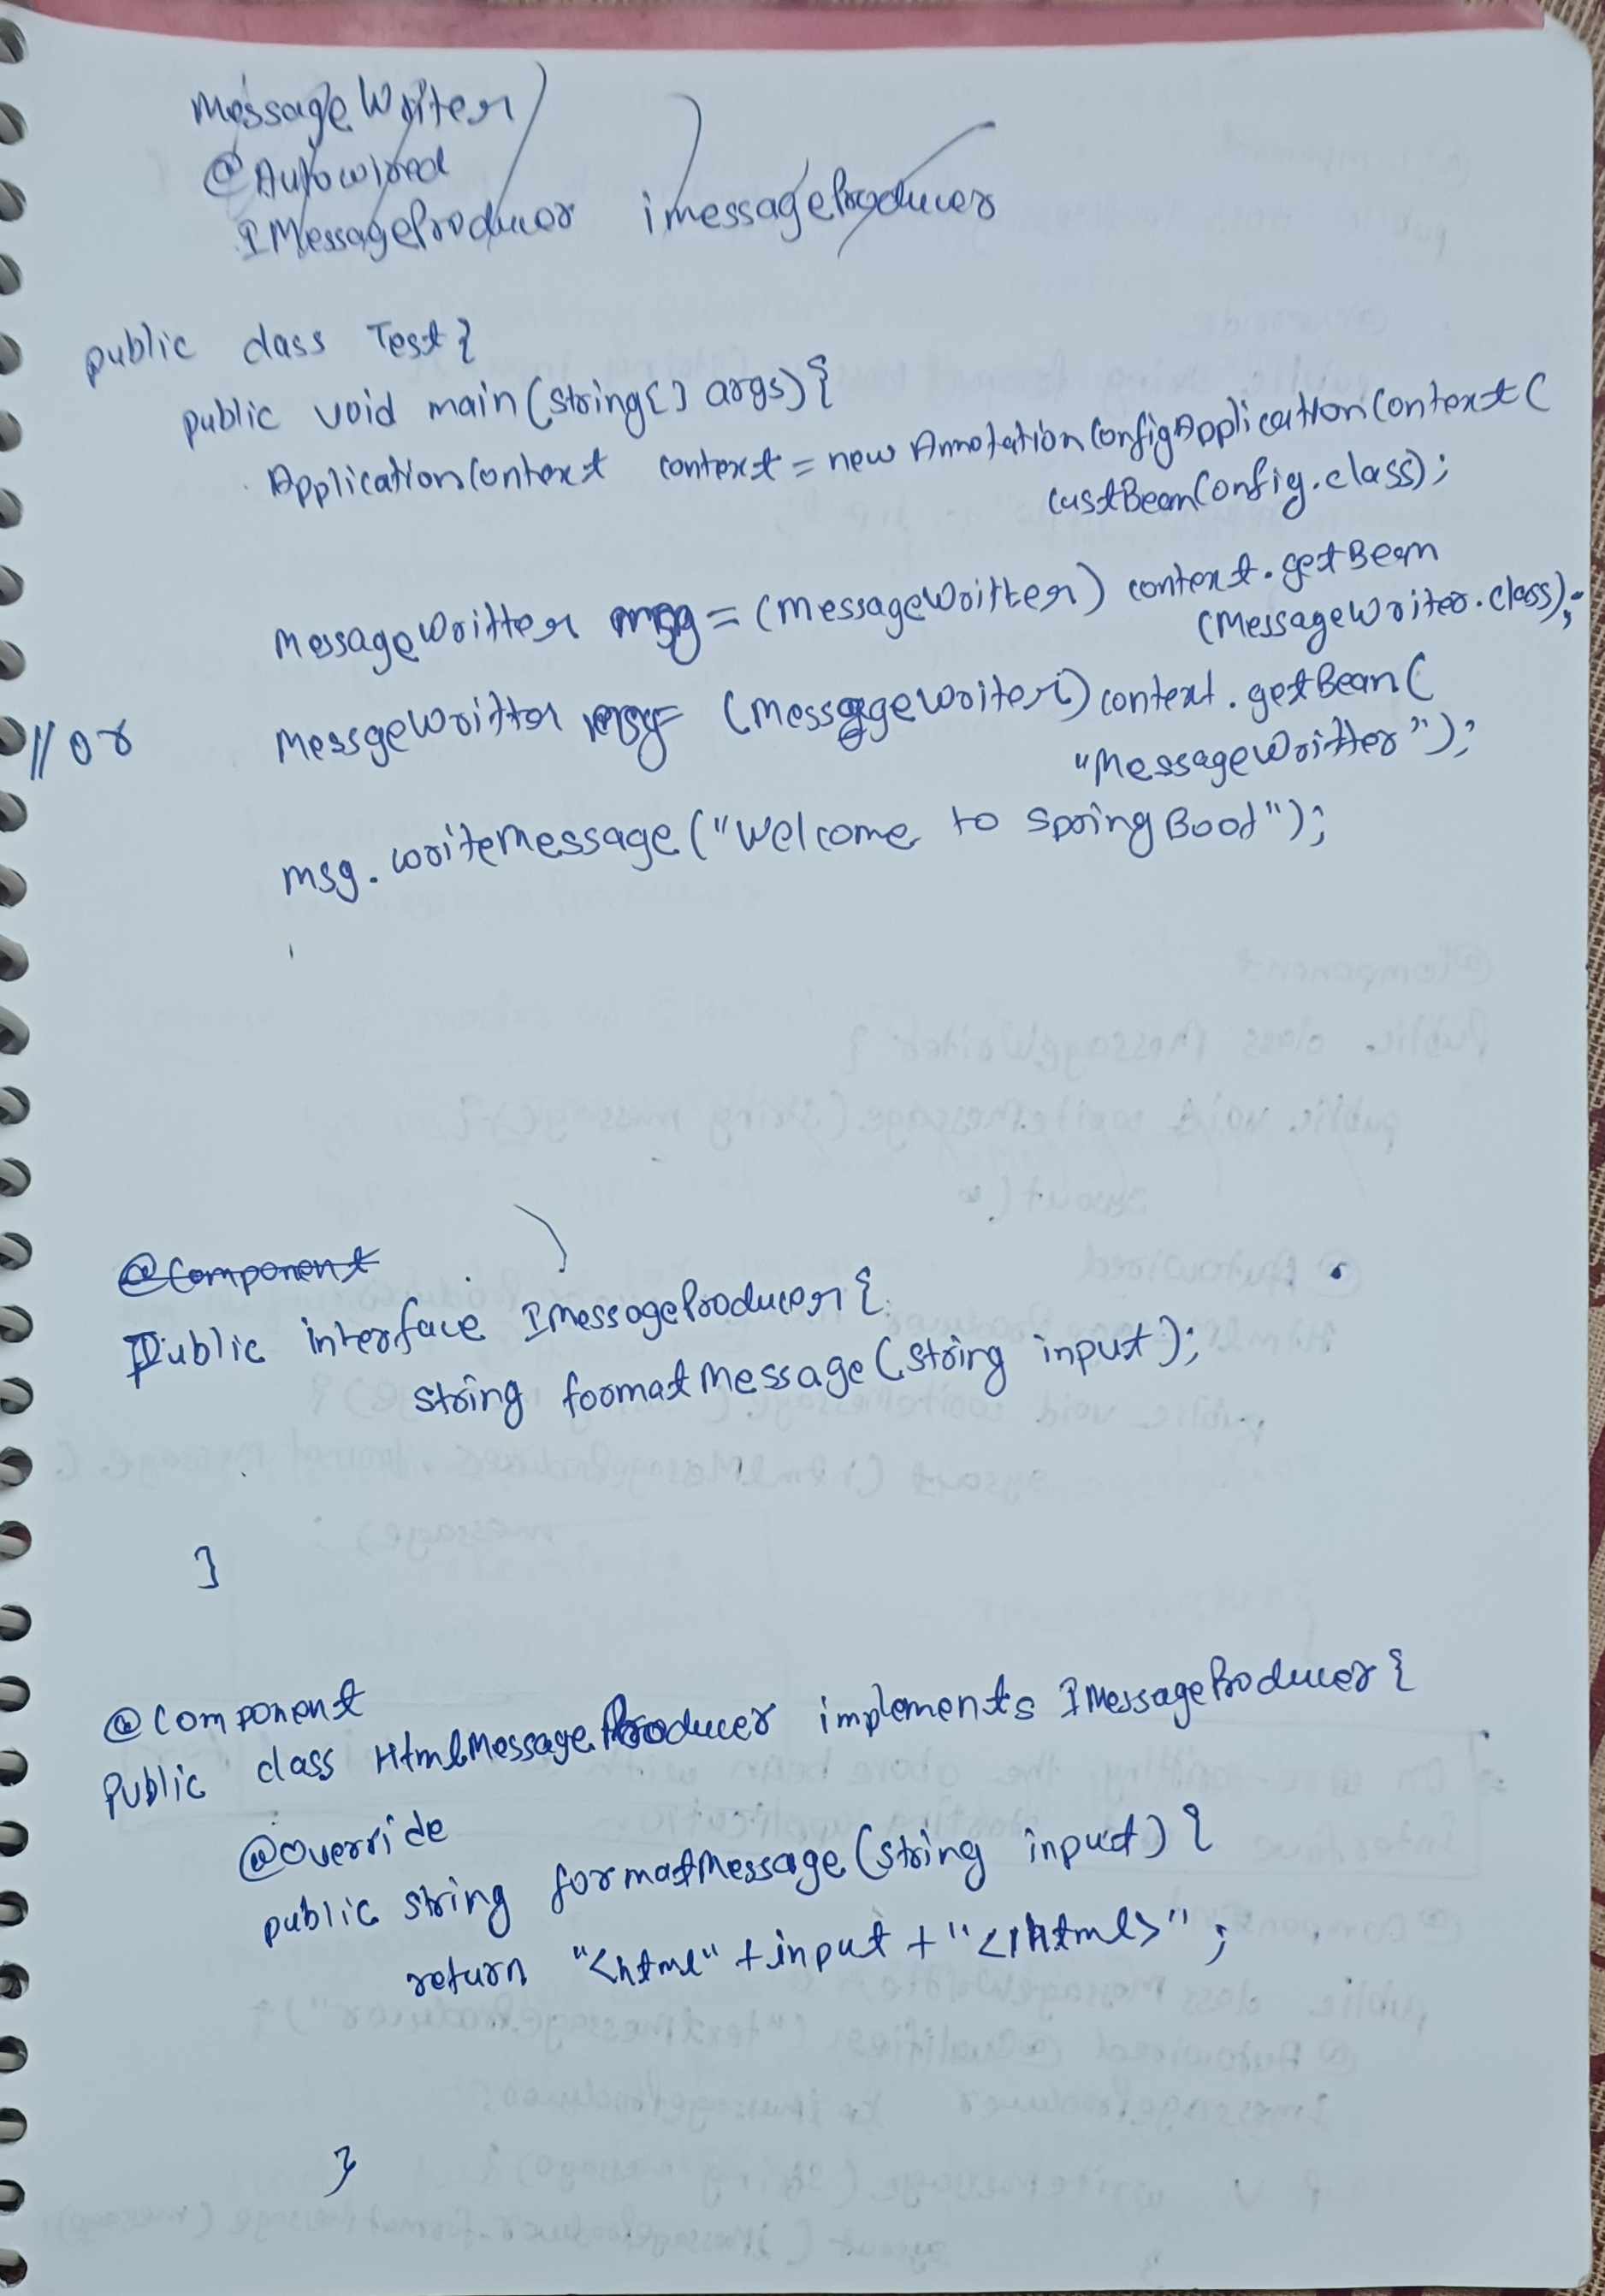 MessageWriter
@Autowired
IMessageProducer imessageProducer
public class Test{
public void main(string[] args){
ApplicationContext context = new AnnotationConfigApplicationContext(
CustBeanConfig.class);
MessageWritter msg = (MessageWritter) context.getBean
(MessageWriter.class);
//or MessgeWritter msg = (MessageWriter) context.getBean(
"MessageWritter");
msg.writeMessage("Welcome to Spring Boot");
@Component
Public interface IMessageProducer{
string formatMessage(string input);
}
@Component
Public class HtmlMessageProducer implements IMessageProducer{
@Override
public string formatMessage(string input){
return "<html" + input + "</html>";
}